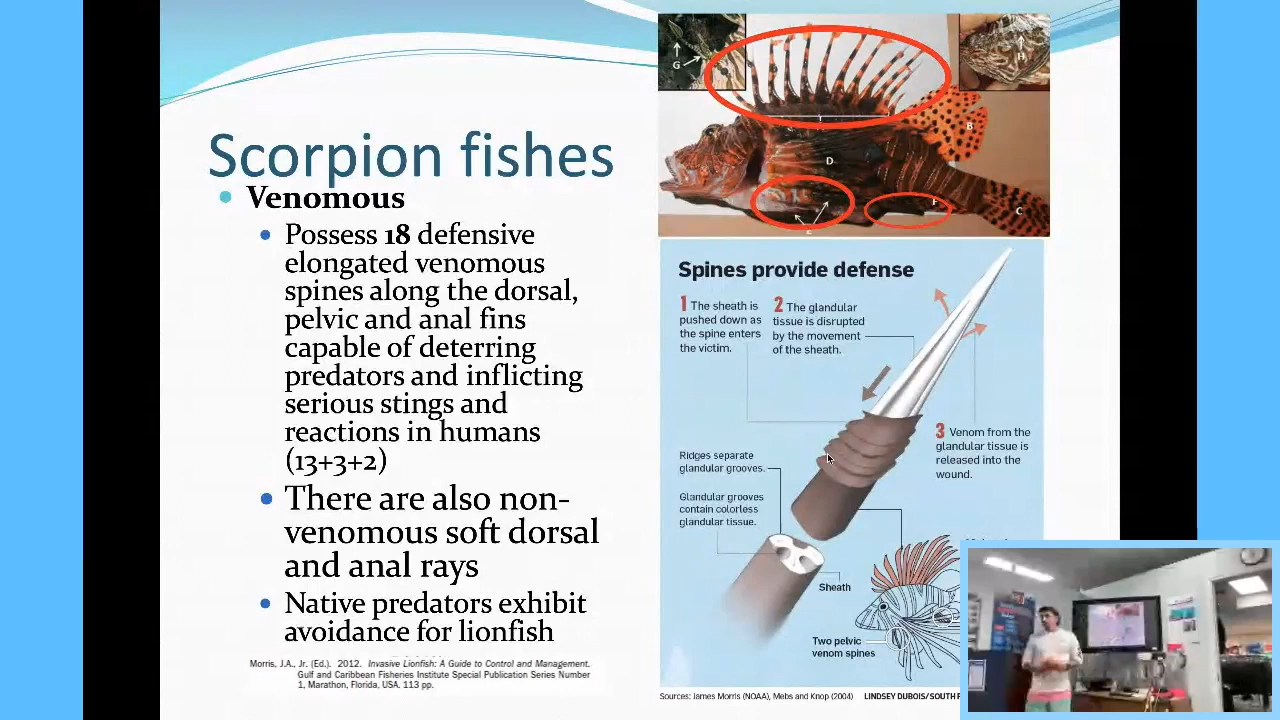 Scorpion fishes
Venomous
Possess 18 defensive
elongated venomous
spines along the dorsal,
pelvic and anal fins
capable of deterring
predators and inflicting
serious stings and
reactions in humans
(13+3+2)
There are also non-
venomous soft dorsal
and anal rays
Native predators exhibit
avoidance for lionfish
Morris, J.A., Jr. (Ed.). 2012. Invasive Lionfish: A Guide to Control and Management.
Gulf and Caribbean Fisheries Institute Special Publication Series Number
1, Marathon, Florida, USA. 113 pp.
G
H
B
D
F
C
E
Spines provide defense
1 The sheath is
pushed down as
the spine enters
the victim.
2 The glandular
tissue is disrupted
by the movement
of the sheath.
3 Venom from the
glandular tissue is
released into the
wound.
Ridges separate
glandular grooves.
Glandular grooves
contain colorless
glandular tissue.
Sheath
Two pelvic
venom spines
Sources: James Morris (NOAA), Mebs and Knop (2004) LINDSEY DUBOIS/SOUTH